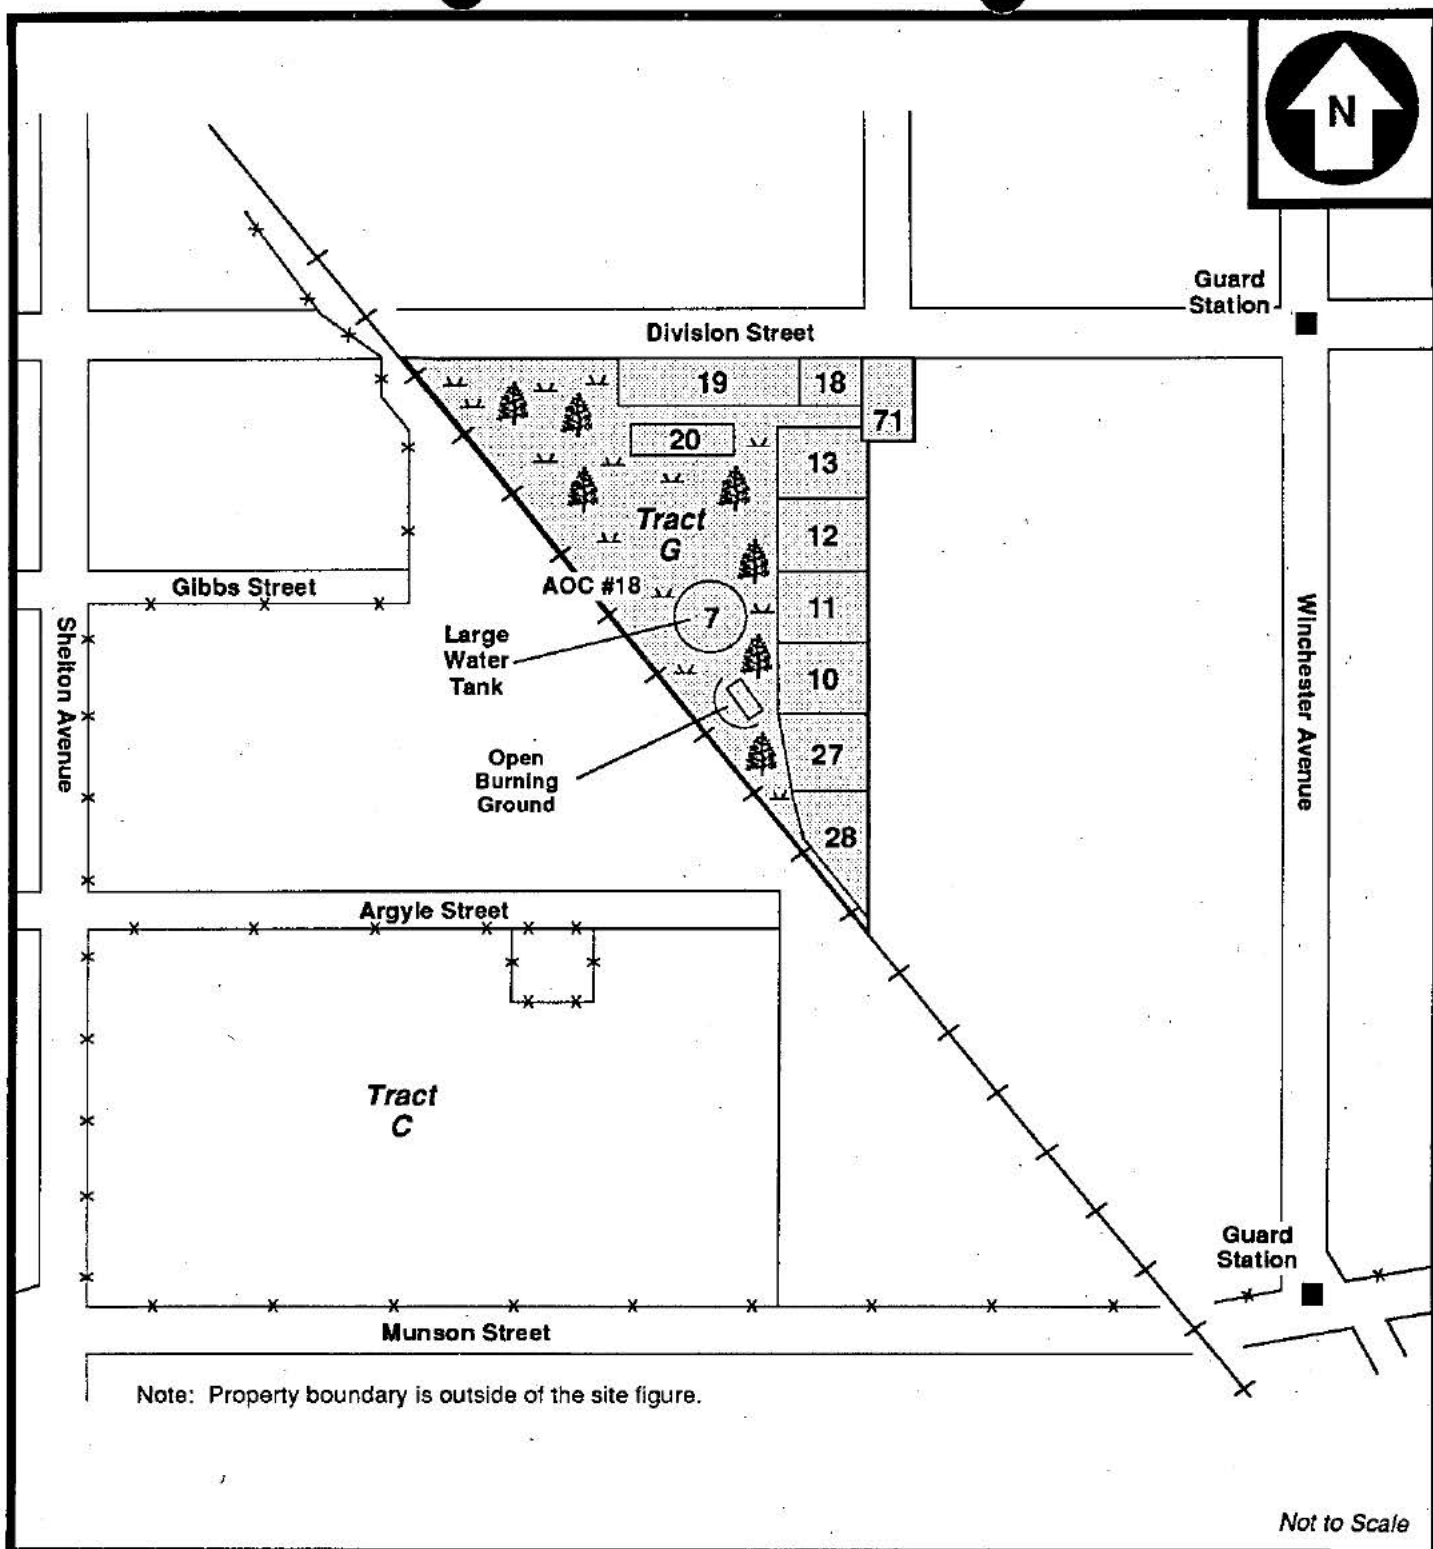 N
Guard
Station
Division Street
19
18
71
20
13
Tract
G
12
AOC #18
Gibbs Street
7
11
Large
Water
Tank
Shelton Avenue
Winchester Avenue
10
Open
Burning
Ground
27
28
Argyle Street
Tract
C
Guard
Station
Munson Street
Note: Property boundary is outside of the site figure.
Not to Scale